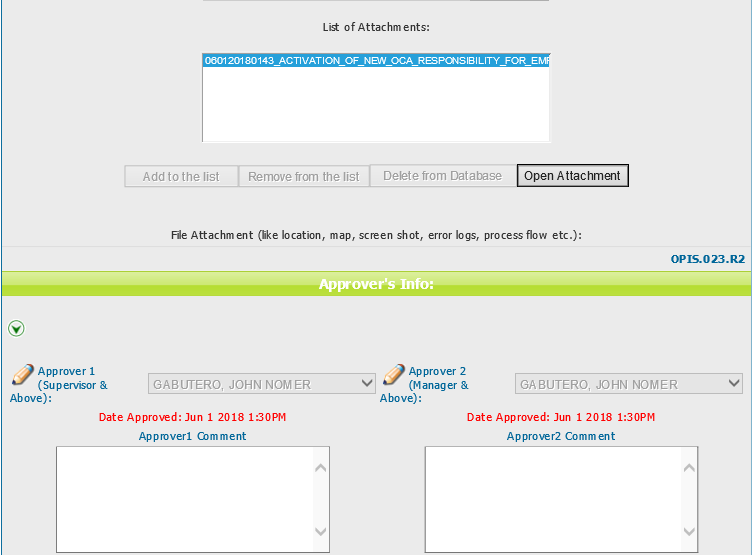 List of Attachments:
060120180143_ACTIVATION_OF_NEW_OCA_RESPONSIBILITY_FOR_EMP
Add to the list
Remove from the list
Delete from Database
Open Attachment
File Attachment (like location, map, screen shot, error logs, process flow etc.):
OPIS.023.R2
Approver's Info:
Approver 1
(Supervisor &
Above):
GABUTERO, JOHN NOMER
Approver 2
(Manager &
Above):
GABUTERO, JOHN NOMER
Date Approved: Jun 1 2018 1:30PM
Date Approved: Jun 1 2018 1:30PM
Approver1 Comment
Approver2 Comment